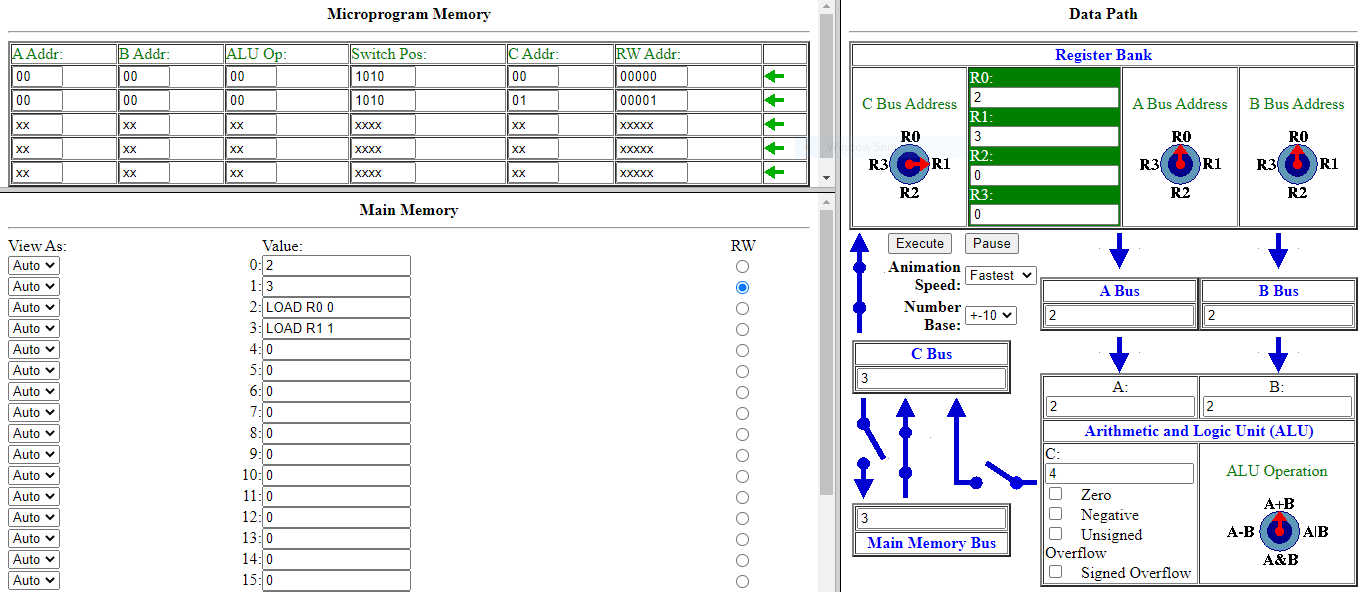 Microprogram Memory
A Addr: B Addr: ALU Op: Switch Pos: C Addr: RW Addr:
00 00 00 1010 00 00000
00 00 00 1010 01 00001
xx xx xx xxxx xx xxxxx
xx xx xx xxxx xx xxxxx
xx xx xx xxxx xx xxxxx
Main Memory
View As: Value: RW
Auto 0: 2
Auto 1: 3
Auto 2: LOAD R0 0
Auto 3: LOAD R1 1
Auto 4: 0
Auto 5: 0
Auto 6: 0
Auto 7: 0
Auto 8: 0
Auto 9: 0
Auto 10: 0
Auto 11: 0
Auto 12: 0
Auto 13: 0
Auto 14: 0
Auto 15: 0
Data Path
Register Bank
C Bus Address
R0
R3 R1
R2
R0:
2
R1:
3
R2:
0
R3:
0
A Bus Address
R0
R3 R1
R2
B Bus Address
R0
R3 R1
R2
Execute Pause
Animation
Speed: Fastest
Number
Base: +-10
A Bus
2
B Bus
2
C Bus
3
A:
2
B:
2
Arithmetic and Logic Unit (ALU)
C:
4
Zero
Negative
Unsigned
Overflow
Signed Overflow
ALU Operation
A+B
A-B A|B
A&B
3
Main Memory Bus